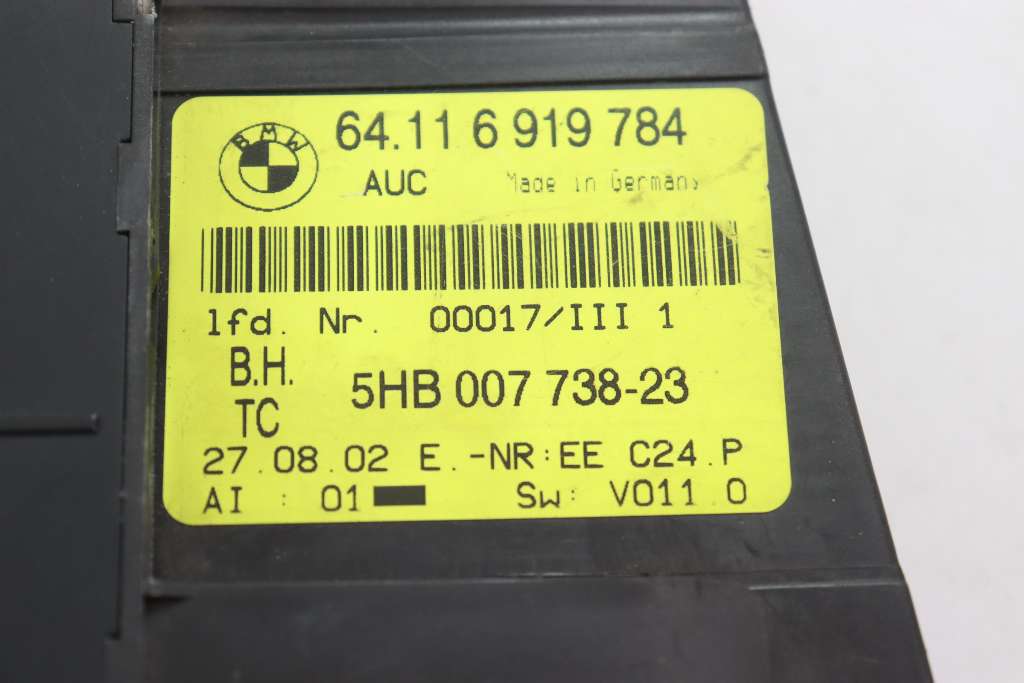 BMW
64.11 6 919 784
AUC Made in Germany
lfd. Nr. 00017/III 1
B.H.
TC
5HB 007 738-23
27.08.02 E.-NR:EE C24.P
AI : 01 Sw: V011.0